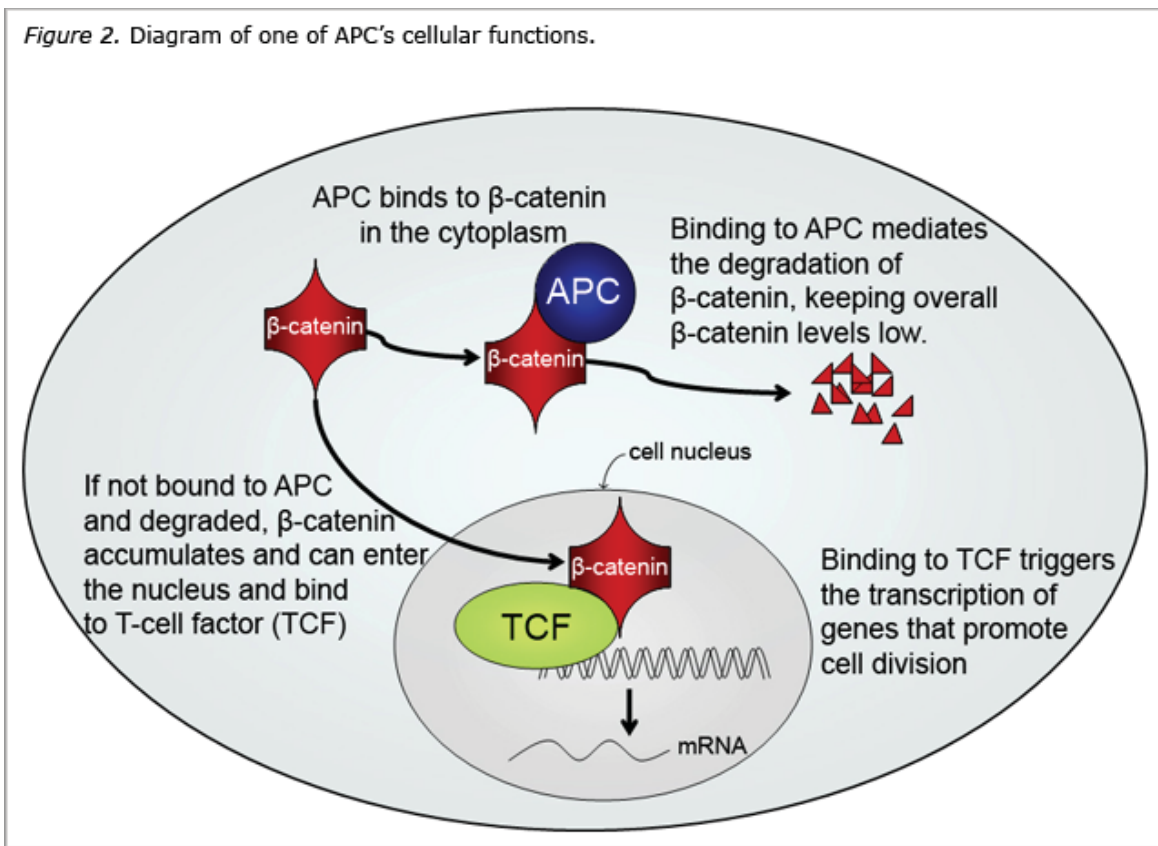 Figure 2. Diagram of one of APC's cellular functions.
APC binds to β-catenin
in the cytoplasm
Binding to APC mediates
the degradation of
β-catenin, keeping overall
β-catenin levels low.
APC
β-catenin
β-catenin
cell nucleus
If not bound to APC
and degraded, β-catenin
accumulates and can enter
the nucleus and bind
to T-cell factor (TCF)
β-catenin
TCF
Binding to TCF triggers
the transcription of
genes that promote
cell division
mRNA